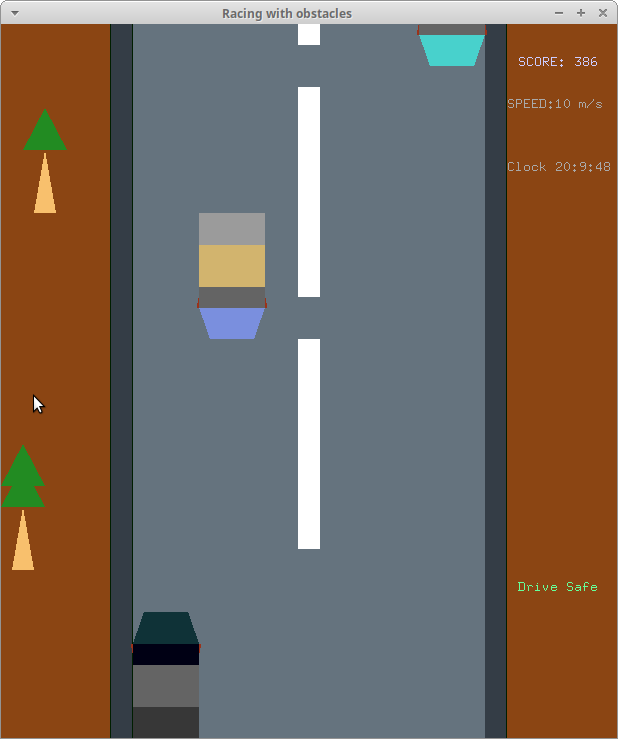 Racing with obstacles
SCORE: 386
SPEED:10 m/s
Clock 20:9:48
Drive Safe